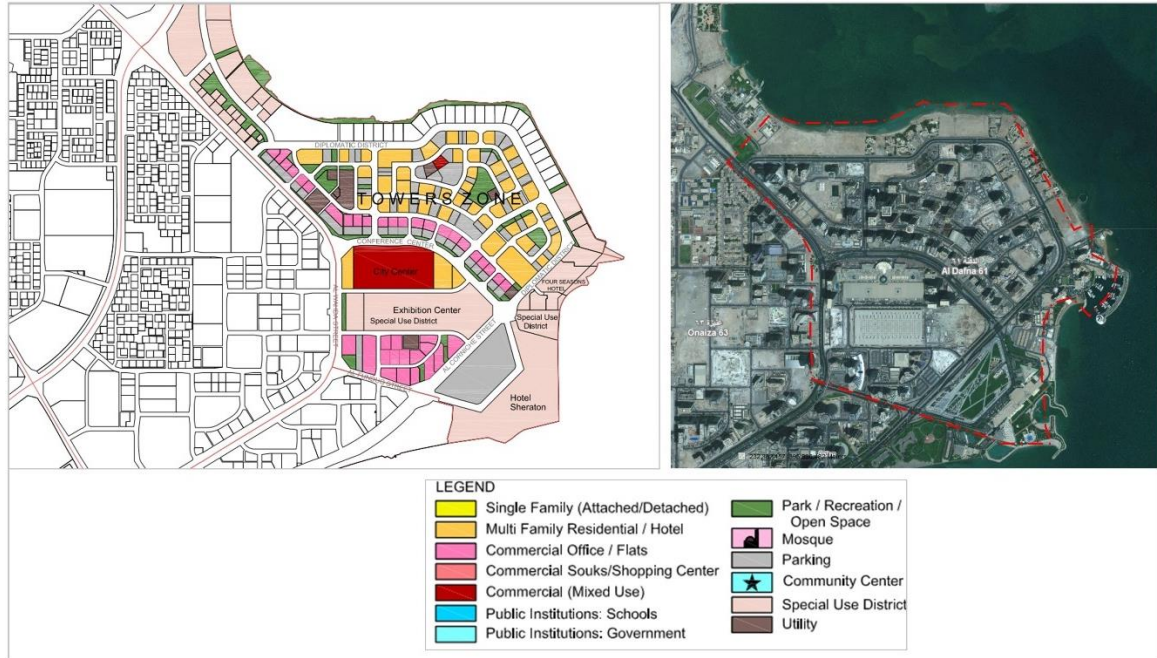 DIPLOMATIC DISTRICT
TOWERS ZONE
CONFERENCE CENTER
City Center
DIPLOMATIC STREET
FOUR SEASONS
HOTEL
Exhibition Center
Special Use District
Special Use
District
AL CORNICHE STREET
Hotel
Sheraton
Al Dafna 61
Onaiza 63
LEGEND
Single Family (Attached/Detached)
Multi Family Residential / Hotel
Commercial Office / Flats
Commercial Souks/Shopping Center
Commercial (Mixed Use)
Public Institutions: Schools
Public Institutions: Government
Park / Recreation /
Open Space
Mosque
Parking
Community Center
Special Use District
Utility